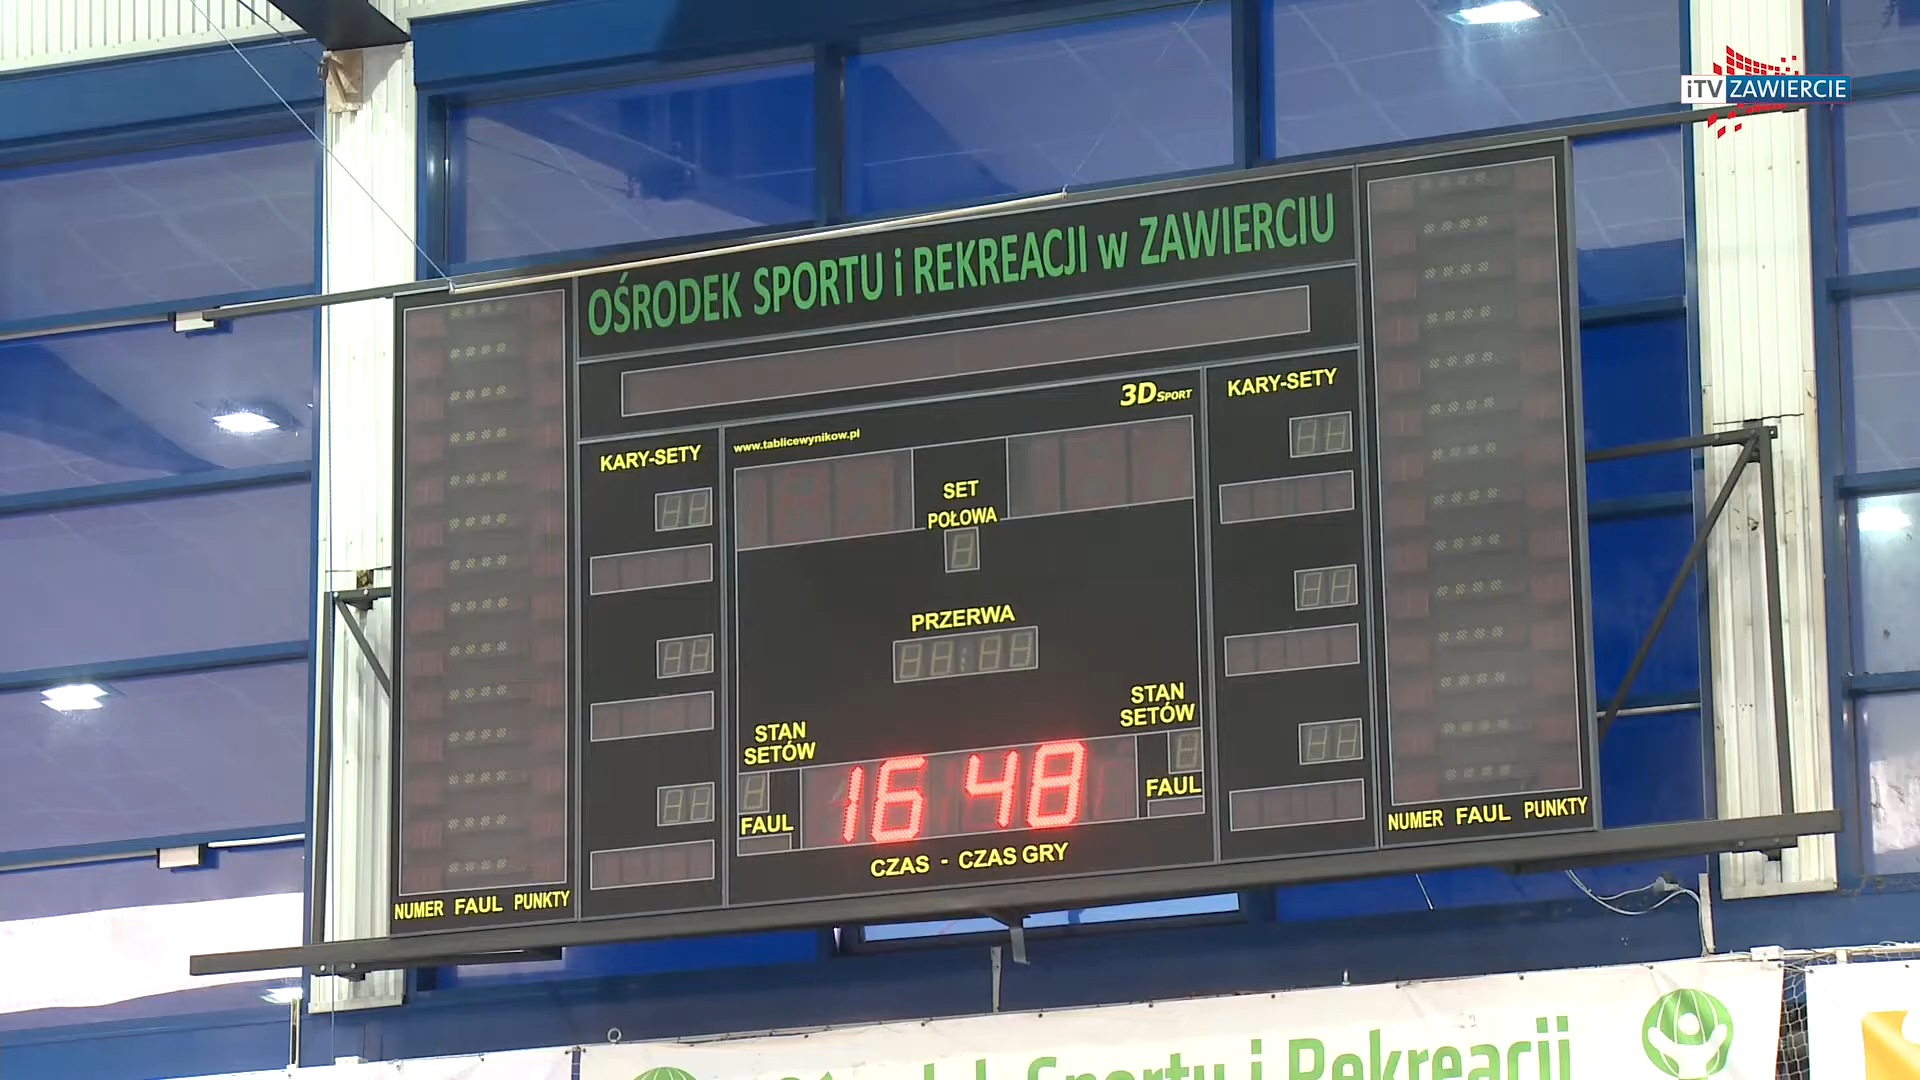 iTV ZAWIERCIE
OŚRODEK SPORTU i REKREACJI w ZAWIERCIU
3D SPORT
KARY-SETY
www.tablicewynikow.pl
KARY-SETY
SET
POŁOWA
PRZERWA
STAN
SETÓW
STAN
SETÓW
16 48
FAUL
FAUL
CZAS - CZAS GRY
NUMER FAUL PUNKTY
NUMER FAUL PUNKTY
Sportu i Rekreacji